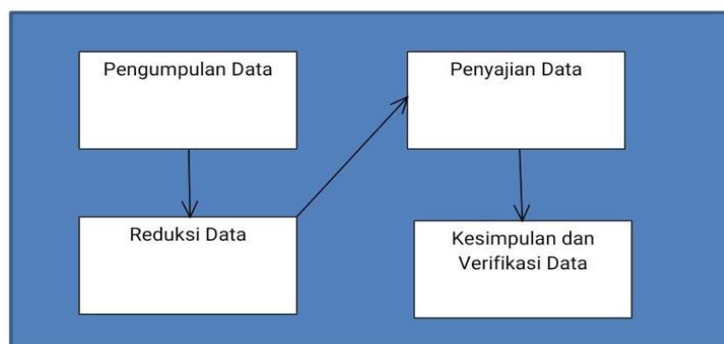 Pengumpulan Data
Reduksi Data
Penyajian Data
Kesimpulan dan
Verifikasi Data